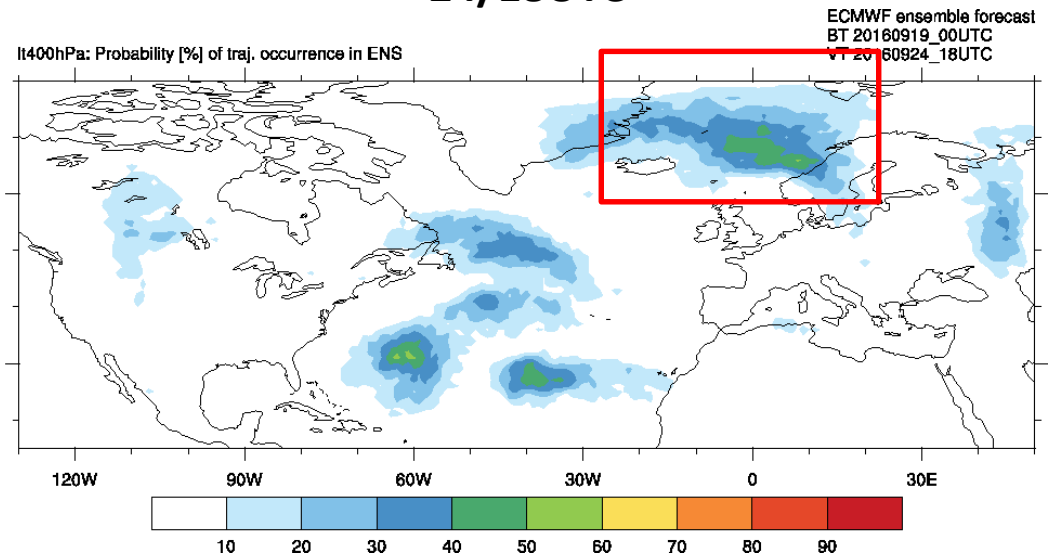 ECMWF ensemble forecast
BT 20160919_00UTC
lt400hPa: Probability [%] of traj. occurrence in ENS
VT 20160924_18UTC
120W 90W 60W 30W 0 30E
10 20 30 40 50 60 70 80 90